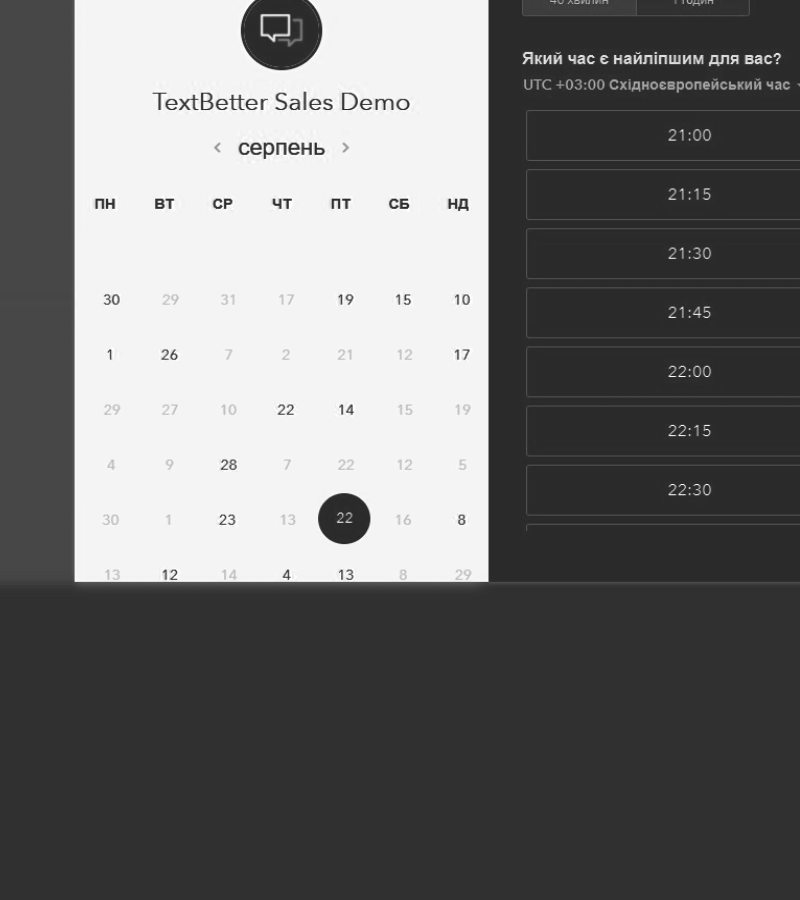 40 хвилин 1 годин
TextBetter Sales Demo
серпень
ПН ВТ СР ЧТ ПТ СБ НД
30 29 31 17 19 15 10
1 26 7 2 21 12 17
29 27 10 22 14 15 19
4 9 28 7 22 12 5
30 1 23 13 22 16 8
13 12 14 4 13 8 29
Який час є найліпшим для вас?
UTC +03:00 Східноєвропейський час
21:00
21:15
21:30
21:45
22:00
22:15
22:30